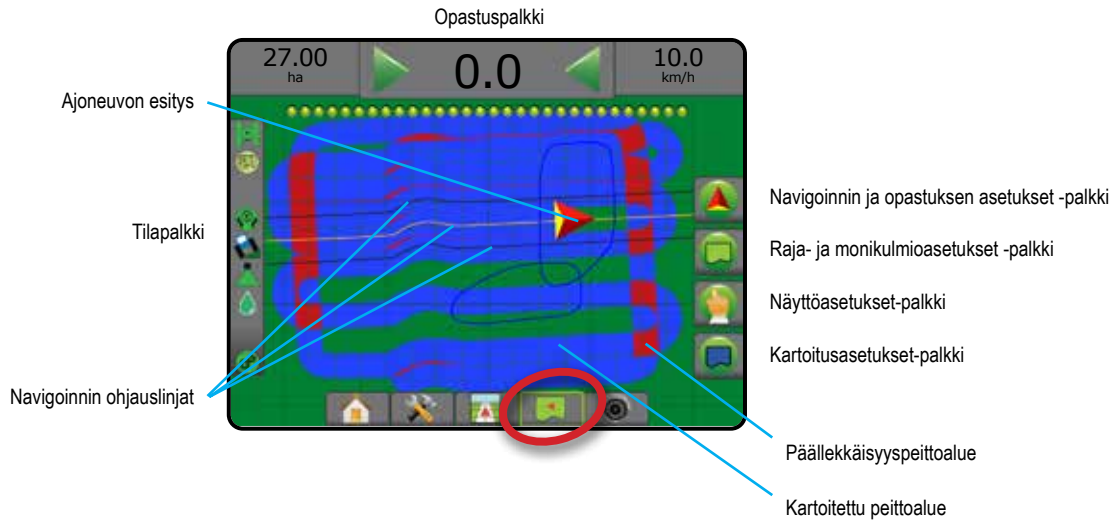 Opastuspalkki
27.00
ha
0.0
10.0
km/h
Ajoneuvon esitys
Tilapalkki
Navigoinnin ohjauslinjat
Navigoinnin ja opastuksen asetukset -palkki
Raja- ja monikulmioasetukset -palkki
Näyttöasetukset-palkki
Kartoitusasetukset-palkki
Päällekkäisyyspeittoalue
Kartoitettu peittoalue